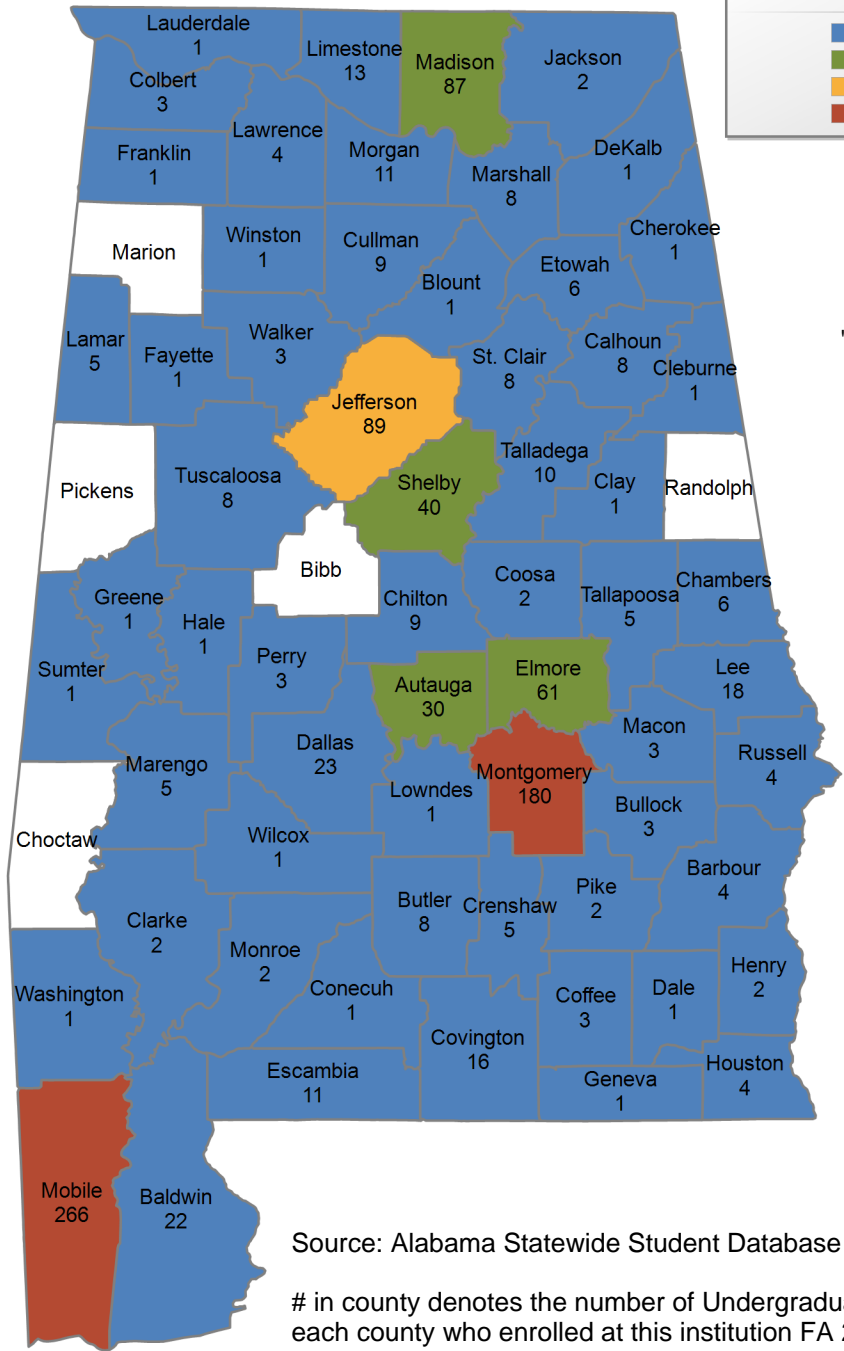 Lauderdale
1
Limestone
13
Madison
87
Jackson
2
Colbert
3
Lawrence
4
Franklin
1
Morgan
11
Marshall
8
DeKalb
1
Marion
Winston
1
Cullman
9
Blount
1
Etowah
6
Cherokee
1
Lamar
5
Fayette
1
Walker
3
Jefferson
89
St. Clair
8
Calhoun
8
Cleburne
1
Pickens
Tuscaloosa
8
Shelby
40
Talladega
10
Clay
1
Randolph
Bibb
Greene
1
Hale
1
Chilton
9
Coosa
2
Tallapoosa
5
Chambers
6
Sumter
1
Perry
3
Autauga
30
Elmore
61
Lee
18
Marengo
5
Dallas
23
Lowndes
1
Montgomery
180
Macon
3
Russell
4
Bullock
3
Choctaw
Wilcox
1
Clarke
2
Butler
8
Crenshaw
5
Pike
2
Barbour
4
Monroe
2
Washington
1
Conecuh
1
Covington
16
Coffee
3
Dale
1
Henry
2
Escambia
11
Geneva
1
Houston
4
Mobile
266
Baldwin
22
Source: Alabama Statewide Student Database
# in county denotes the number of
each county who enrolled at this institution FA